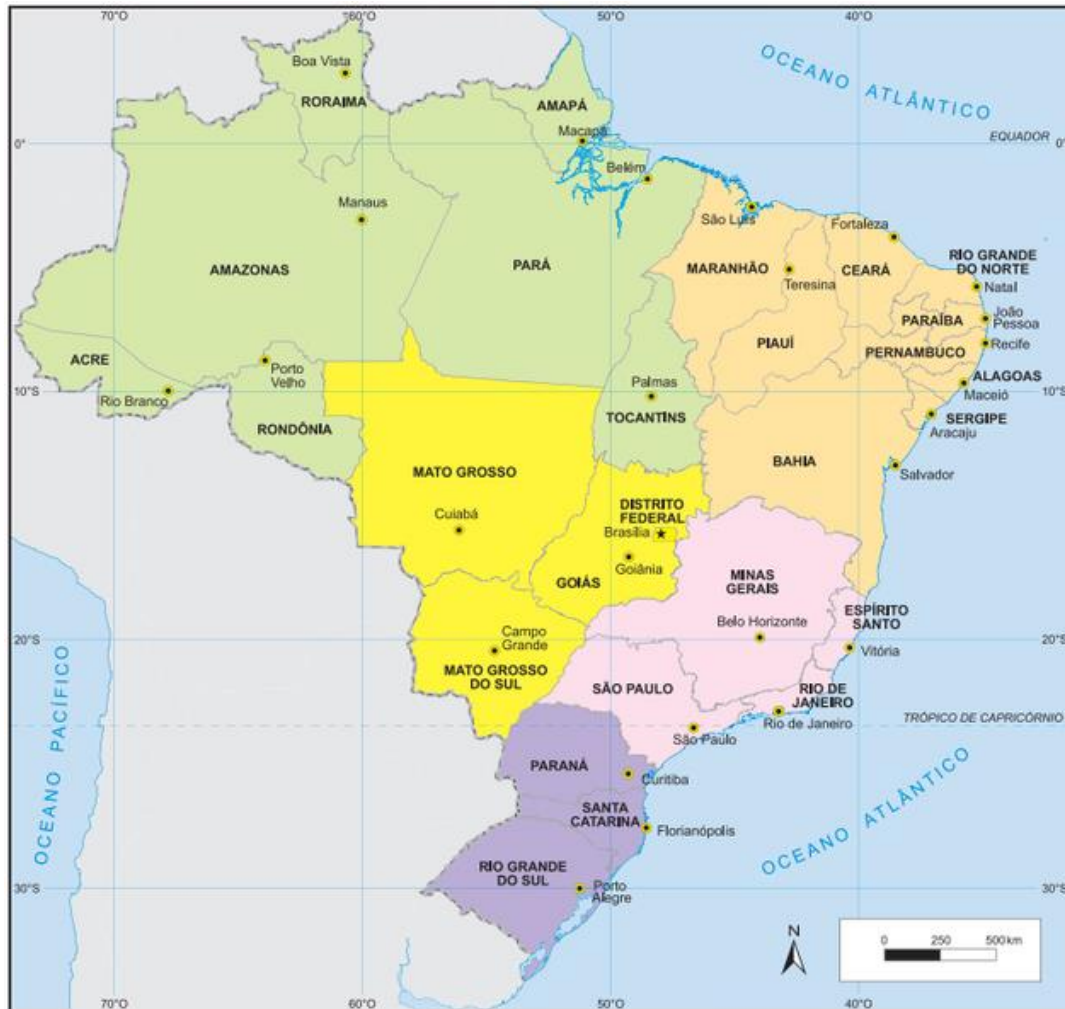 70°O
60°O
50°O
40°O
OCEANO ATLÂNTICO
Boa Vista
RORAIMA
AMAPÁ
Macapá
EQUADOR
0°
0°
Belém
Manaus
São Luís
Fortaleza
AMAZONAS
PARÁ
MARANHÃO
CEARÁ
RIO GRANDE
DO NORTE
Teresina
Natal
PARAÍBA
João
Pessoa
PIAUÍ
PERNAMBUCO
Recife
ACRE
Porto
Velho
Palmas
ALAGOAS
10°S
Rio Branco
Maceió
10°S
TOCANTINS
SERGIPE
RONDÔNIA
Aracaju
MATO GROSSO
BAHIA
Salvador
Cuiabá
DISTRITO
FEDERAL
Brasília
GOIÁS
Goiânia
MINAS
GERAIS
ESPÍRITO
SANTO
Belo Horizonte
Campo
Grande
20°S
20°S
Vitória
MATO GROSSO
DO SUL
SÃO PAULO
RIO DE
JANEIRO
Rio de Janeiro
TRÓPICO DE CAPRICÓRNIO
São Paulo
OCEANO PACÍFICO
PARANÁ
Curitiba
SANTA
CATARINA
Florianópolis
OCEANO ATLÂNTICO
RIO GRANDE
DO SUL
Porto
Alegre
30°S
30°S
N
0 250 500 km
70°O
60°O
50°O
40°O